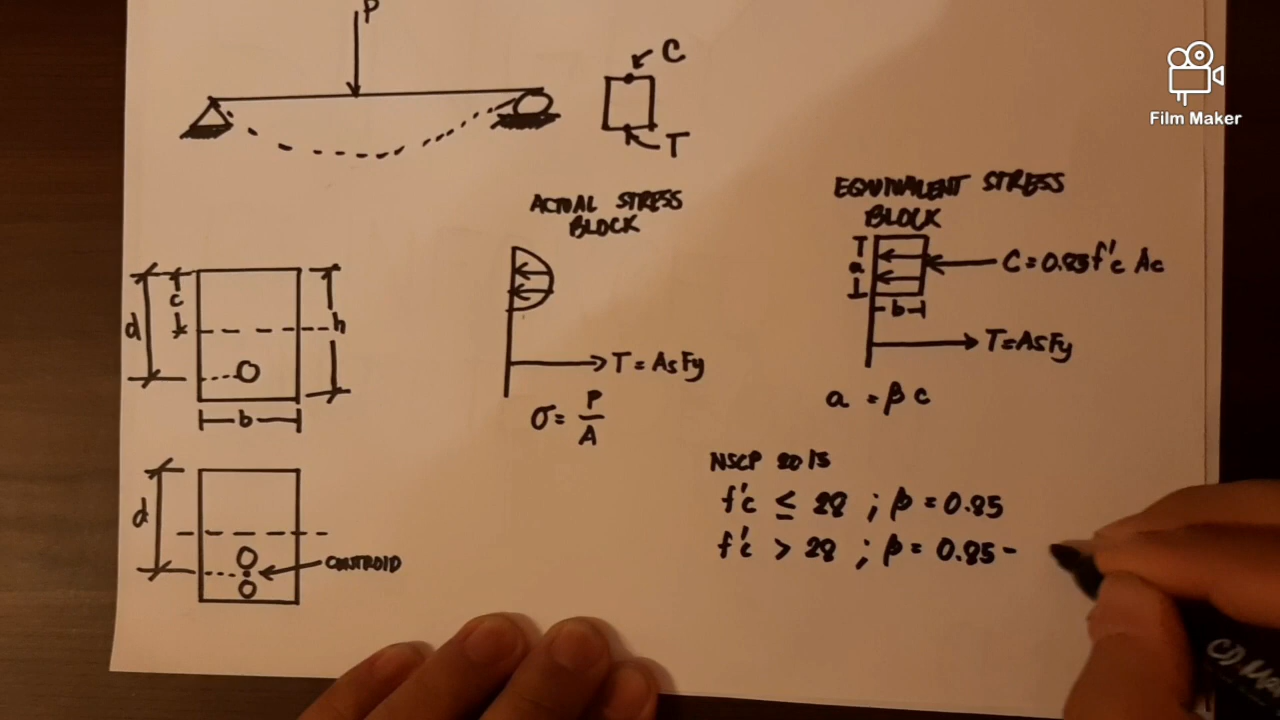 P
C
T
Film Maker
ACTUAL STRESS
BLOCK
EQUIVALENT STRESS
BLOCK
a
C = 0.85 f'c Ac
b
T = As Fy
d
c
h
b
T = As Fy
σ = P/A
a = β c
NSCP 2015
f'c ≤ 28 ; β = 0.85
f'c > 28 ; β = 0.85 -
d
CENTROID